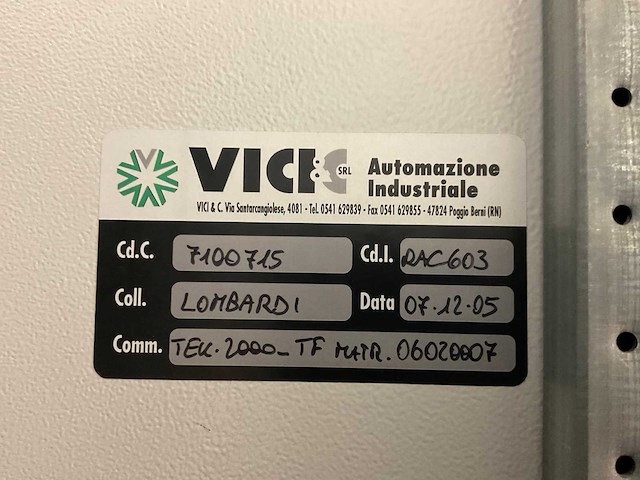 VICI & C SRL Automazione Industriale
VICI & C. Via Santarcangiolese, 4081 - Tel. 0541 629839 - Fax 0541 629855 - 47824 Poggio Berni (RN)
Cd.C. 7100715 Cd.I. RAC603
Coll. LOMBARDI Data 07.12.05
Comm. TEK.2000_TF MATR. 06020007